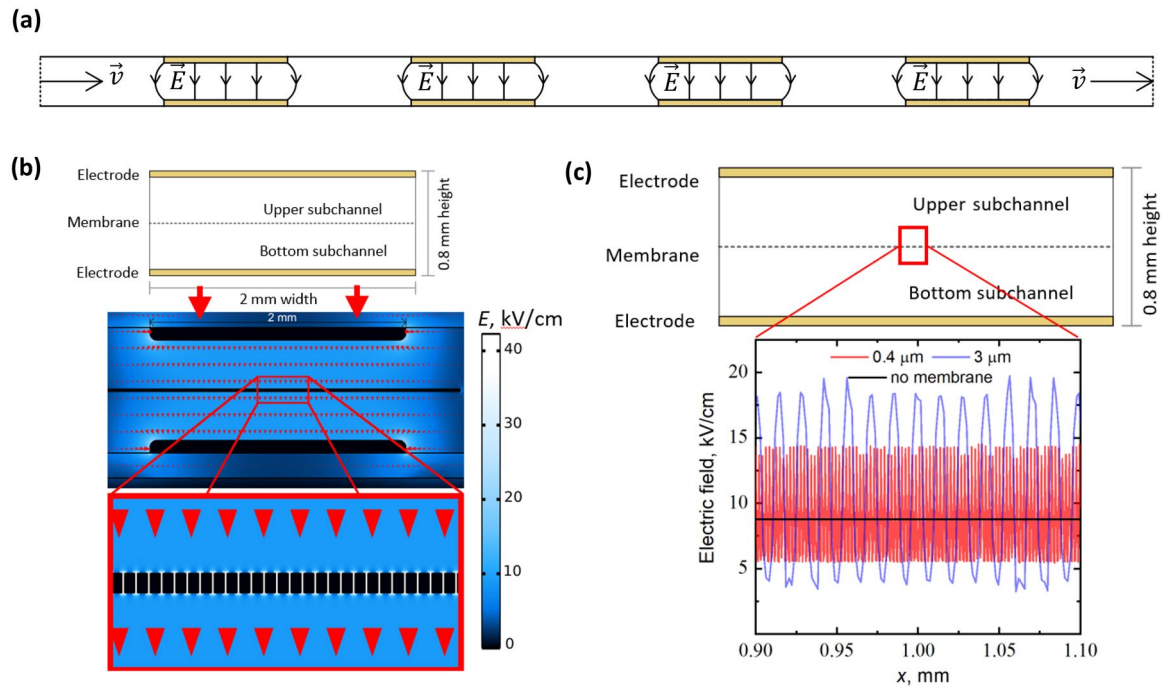 (a)
v
E
E
E
E
v
(b)
Electrode
Membrane
Electrode
Upper subchannel
Bottom subchannel
0.8 mm height
2 mm width
2 mm
E, kV/cm
40
30
20
10
0
(c)
Electrode
Membrane
Electrode
Upper subchannel
Bottom subchannel
0.8 mm height
0.4 μm
3 μm
no membrane
Electric field, kV/cm
20
15
10
5
0.90
0.95
1.00
1.05
1.10
x, mm